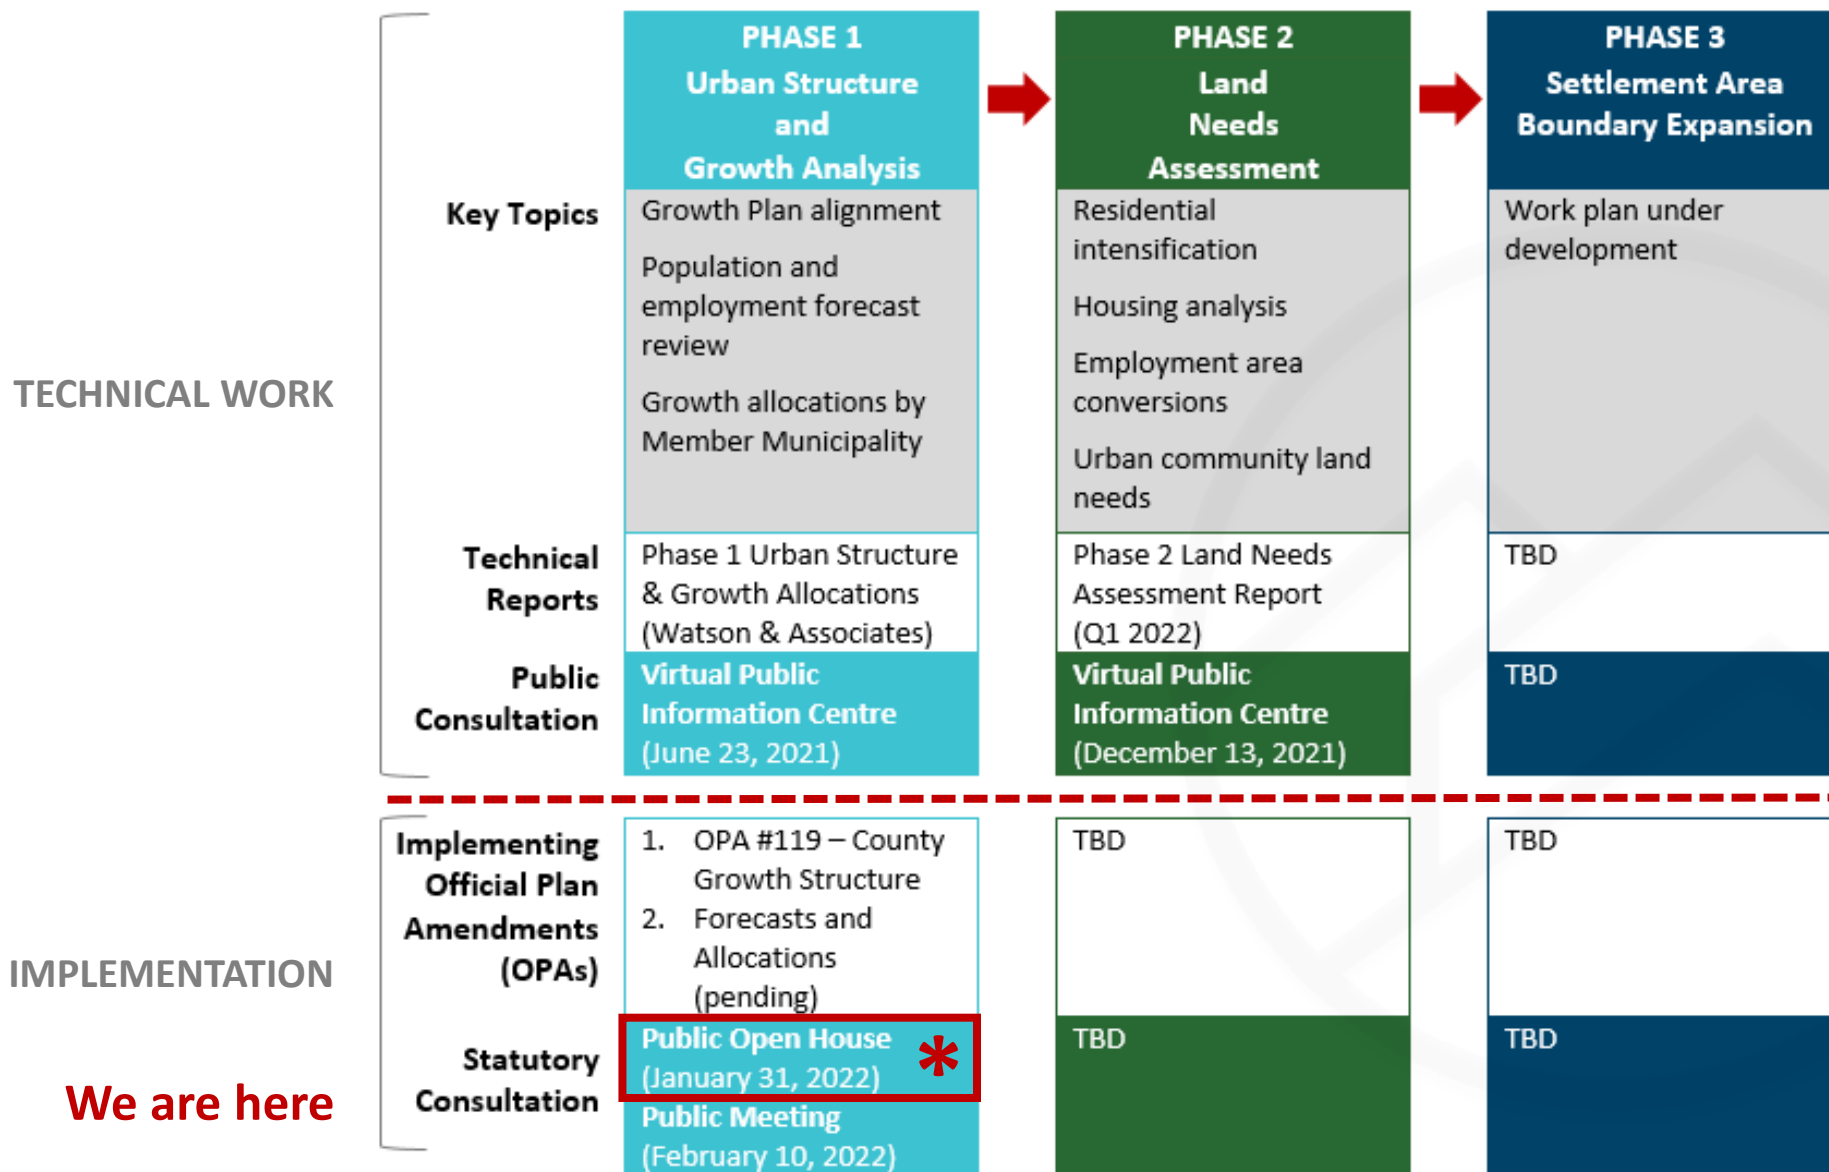 PHASE 1
Urban Structure
and
Growth Analysis
PHASE 2
Land
Needs
Assessment
PHASE 3
Settlement Area
Boundary Expansion
TECHNICAL WORK
Key Topics
Growth Plan alignment
Population and
employment forecast
review
Growth allocations by
Member Municipality
Residential
intensification
Housing analysis
Employment area
conversions
Urban community land
needs
Work plan under
development
Technical
Reports
Phase 1 Urban Structure
& Growth Allocations
(Watson & Associates)
Phase 2 Land Needs
Assessment Report
(Q1 2022)
TBD
Public
Consultation
Virtual Public
Information Centre
(June 23, 2021)
Virtual Public
Information Centre
(December 13, 2021)
TBD
IMPLEMENTATION
Implementing
Official Plan
Amendments
(OPAs)
1. OPA #119 – County
Growth Structure
2. Forecasts and
Allocations
(pending)
TBD
TBD
We are here
Statutory
Consultation
Public Open House
(January 31, 2022)
*
Public Meeting
(February 10, 2022)
TBD
TBD